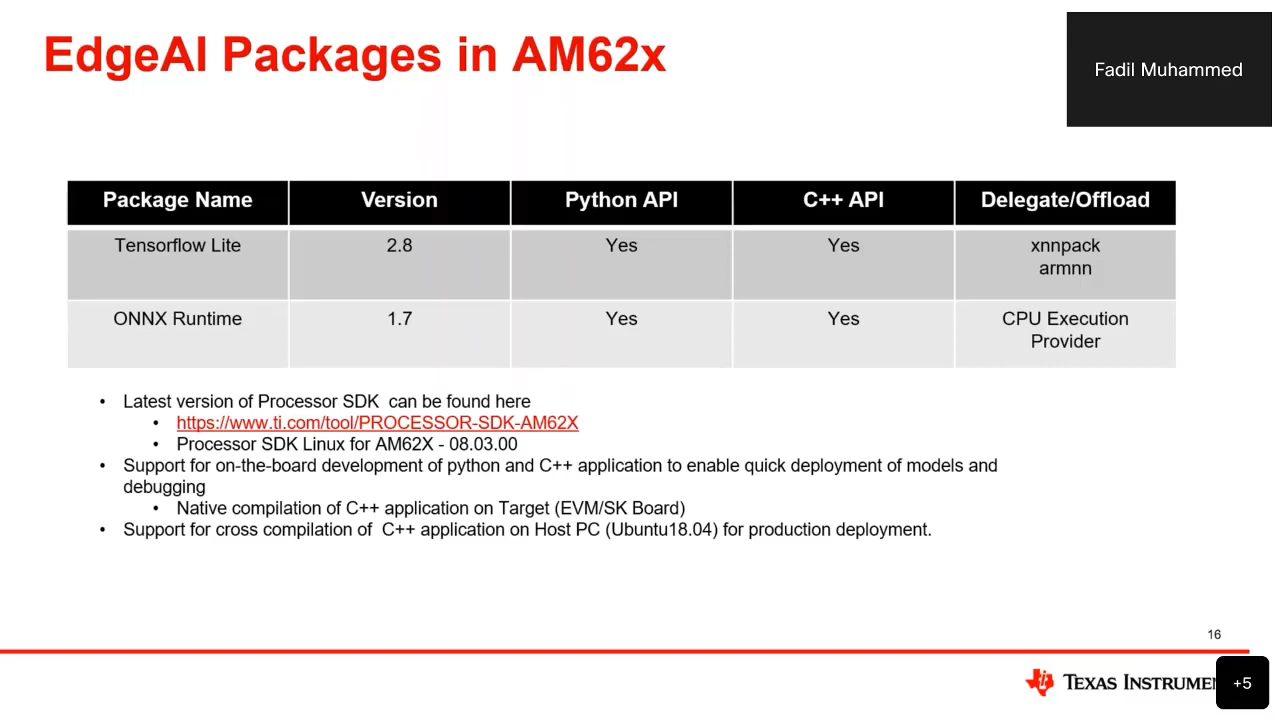 EdgeAI Packages in AM62x
Fadil Muhammed
Package Name Version Python API C++ API Delegate/Offload
Tensorflow Lite 2.8 Yes Yes xnnpack
armnn
ONNX Runtime 1.7 Yes Yes CPU Execution
Provider
• Latest version of Processor SDK can be found here
• https://www.ti.com/tool/PROCESSOR-SDK-AM62X
• Processor SDK Linux for AM62X - 08.03.00
• Support for on-the-board development of python and C++ application to enable quick deployment of models and
debugging
• Native compilation of C++ application on Target (EVM/SK Board)
• Support for cross compilation of C++ application on Host PC (Ubuntu18.04) for production deployment.
16
TEXAS INSTRUMEN
+5